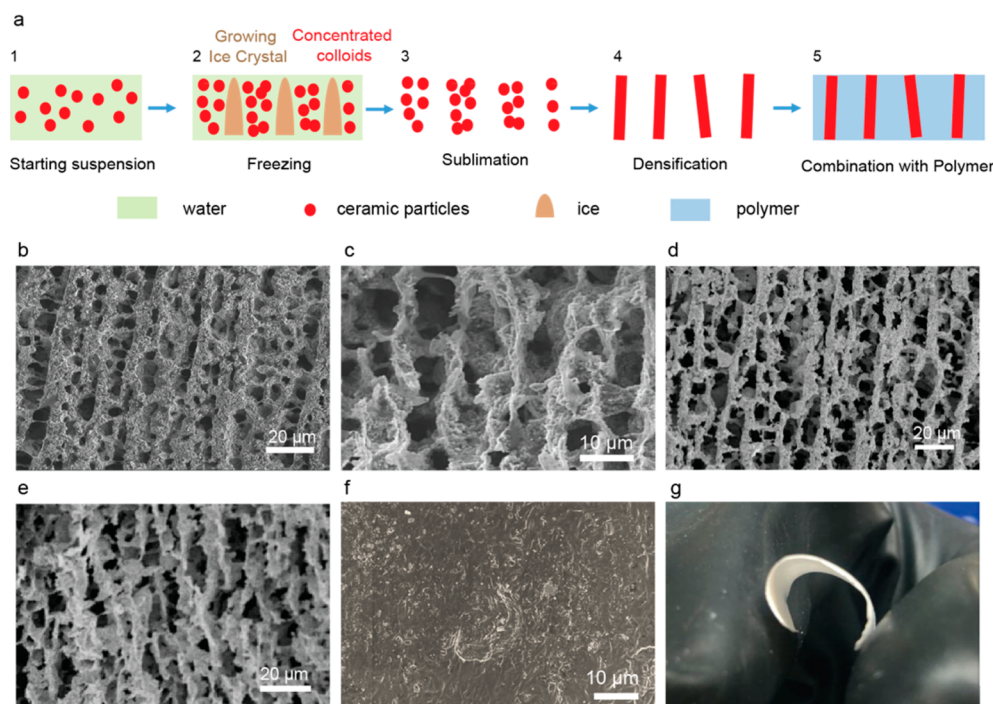 a
Growing
Ice Crystal
Concentrated
colloids
1
2
3
4
5
Starting suspension
Freezing
Sublimation
Densification
Combination with Polymer
water
ceramic particles
ice
polymer
b
c
d
20 μm
10 μm
20 μm
e
f
g
20 μm
10 μm